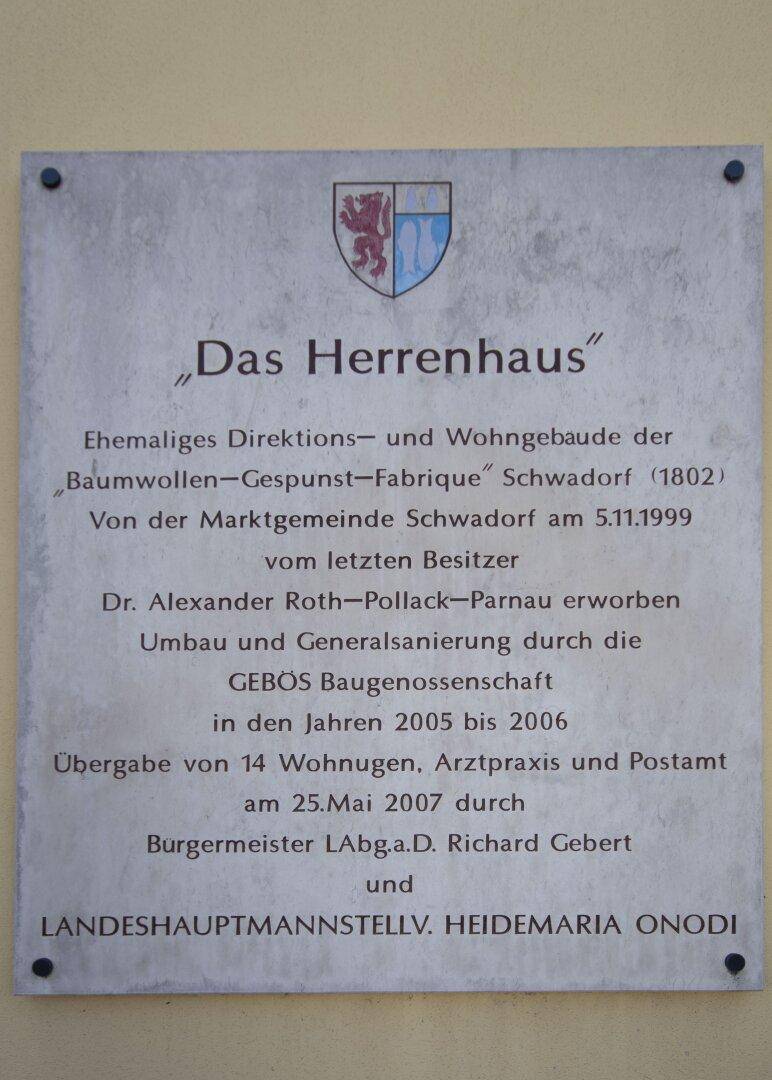 „Das Herrenhaus”
Ehemaliges Direktions- und Wohngebäude der
„Baumwollen-Gespunst-Fabrique” Schwadorf (1802)
Von der Marktgemeinde Schwadorf am 5.11.1999
vom letzten Besitzer
Dr. Alexander Roth-Pollack-Parnau erworben
Umbau und Generalsanierung durch die
GEBÖS Baugenossenschaft
in den Jahren 2005 bis 2006
Übergabe von 14 Wohnugen, Arztpraxis und Postamt
am 25.Mai 2007 durch
Bürgermeister LAbg.a.D. Richard Gebert
und
LANDESHAUPTMANNSTELLV. HEIDEMARIA ONODI